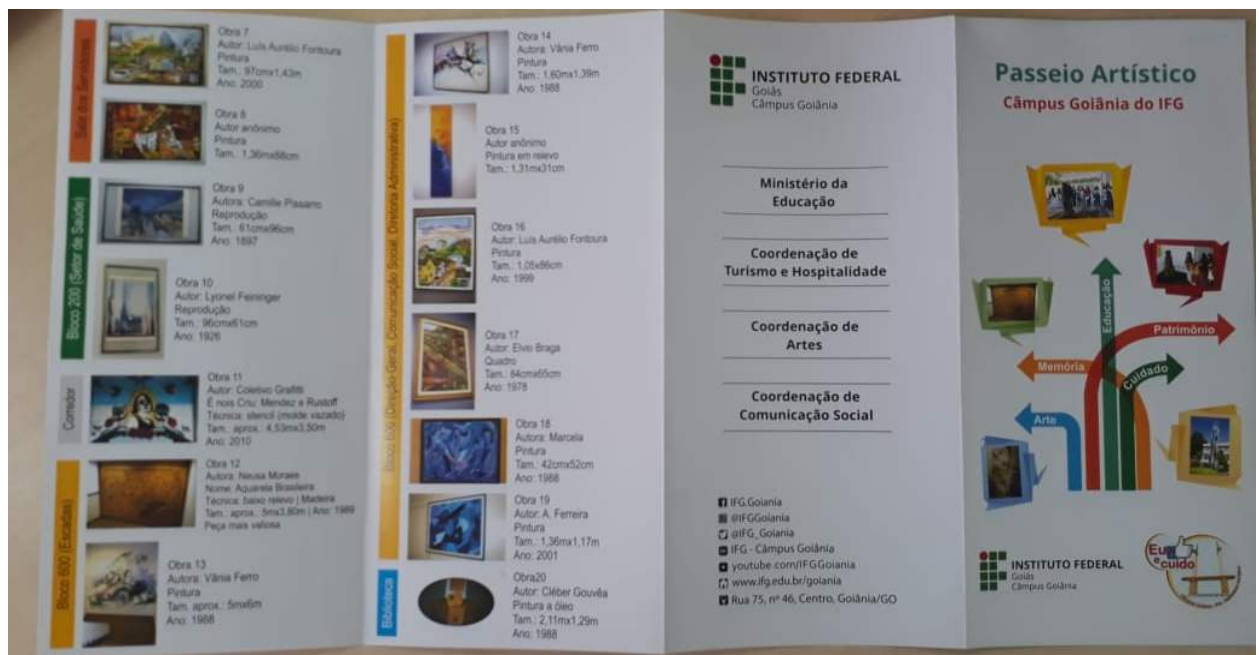 Sala dos Servidores
Obra 7
Autor: Luís Aurélio Fontoura
Pintura
Tam.: 97cmx1,43m
Ano: 2000
Obra 8
Autor anônimo
Pintura
Tam.: 1,36mx88cm
Bloco 200 (Setor de Saúde)
Obra 9
Autora: Camille Pissarro
Reprodução
Tam.: 61cmx96cm
Ano: 1897
Obra 10
Autor: Lyonel Feininger
Reprodução
Tam.: 96cmx61cm
Ano: 1926
Corredor
Obra 11
Autor: Coletivo Grafitti
É nois Criu: Mendez e Rustoff
Técnica: stencil (molde vazado)
Tam.: aprox.: 4,53mx3,50m
Ano: 2010
Bloco 600 (Escadas)
Obra 12
Autora: Neusa Moraes
Nome: Aquarela Brasileira
Técnica: baixo relevo | Madeira
Tam.: aprox.: 5mx3,80m | Ano: 1989
Peça mais valiosa
Obra 13
Autora: Vânia Ferro
Pintura
Tam. aprox.: 5mx6m
Ano: 1988
Bloco 600 (Direção-Geral, Comunicação Social, Diretoria Administrativa)
Obra 14
Autora: Vânia Ferro
Pintura
Tam.: 1,60mx1,39m
Ano: 1988
Obra 15
Autor anônimo
Pintura em relevo
Tam.: 1,31mx31cm
Obra 16
Autor: Luis Aurélio Fontoura
Pintura
Tam.: 1,05x86cm
Ano: 1999
Obra 17
Autor: Elvio Braga
Quadro
Tam.: 84cmx65cm
Ano: 1978
Obra 18
Autora: Marcela
Pintura
Tam.: 42cmx52cm
Ano: 1988
Obra 19
Autor: A. Ferreira
Pintura
Tam.: 1,36mx1,17m
Ano: 2001
Biblioteca
Obra20
Autor: Cléber Gouvêa
Pintura a óleo
Tam.: 2,11mx1,29m
Ano: 1988
INSTITUTO FEDERAL
Goiás
Câmpus Goiânia
Ministério da
Educação
Coordenação de
Turismo e Hospitalidade
Coordenação de
Artes
Coordenação de
Comunicação Social
IFG.Goiania
@IFGGoiania
@IFG_Goiania
IFG - Câmpus Goiânia
youtube.com/IFGGoiania
www.ifg.edu.br/goiania
Rua 75, nº 46, Centro, Goiânia/GO
Passeio Artístico
Câmpus Goiânia do IFG
Educação
Patrimônio
Memória
Cuidado
Arte
INSTITUTO FEDERAL
Goiás
Câmpus Goiânia
Eu
e cuido